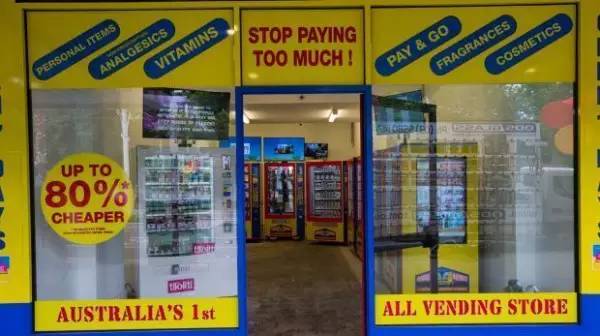 PERSONAL ITEMS
ANALGESICS
VITAMINS
STOP PAYING
TOO MUCH !
PAY & GO
FRAGRANCES
COSMETICS
UP TO
80%*
CHEAPER
AUSTRALIA'S 1st
ALL VENDING STORE